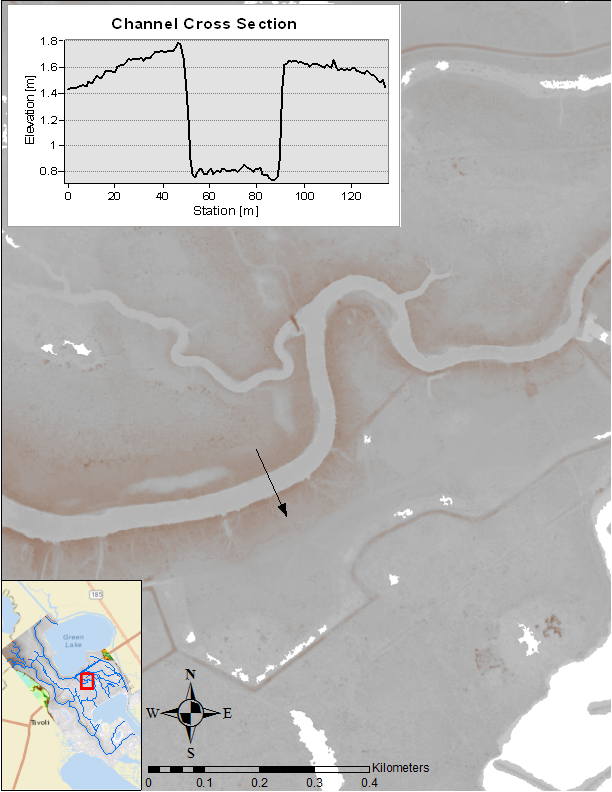 Channel Cross Section
Elevation [m]
1.8
1.6
1.4
1.2
1
0.8
0 20 40 60 80 100 120
Station [m]
185
Green
Lake
Tivoli
N
W E
S
Kilometers
0 0.1 0.2 0.3 0.4